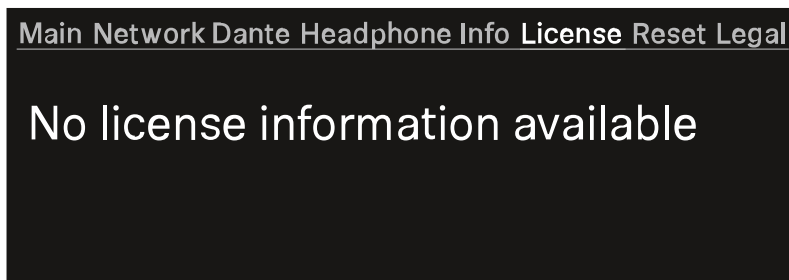 Main Network Dante Headphone Info License Reset Legal
No license information available